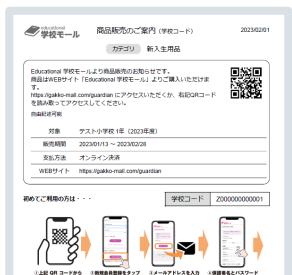 educational
学校モール
商品販売のご案内 (学校コード)
2023/02/01
カテゴリ 新入生用品
Educational 学校モールより商品販売のお知らせです。
商品はWEBサイト「Educational 学校モール」よりご購入いただけま
す。
https://gakko-mall.com/guardian にアクセスいただくか、右記QRコード
を読み取ってアクセスしてください。
自由記述可能
対象 テスト小学校 1年 (2023年度)
販売期間 2023/01/13 ~ 2023/02/28
支払方法 オンライン決済
WEBサイト https://gakko-mall.com/guardian
初めてご利用の方は・・・
学校コード Z000000000001
①上記 QR コードから
②新規会員登録をタップ
③メールアドレスを入力
④保護者名とパスワード